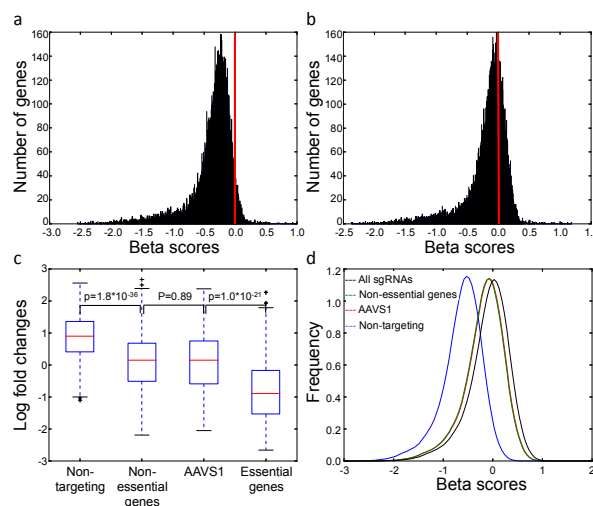 a
160
140
120
100
80
60
40
20
0
Number of genes
-3.0 -2.5 -2.0 -1.5 -1.0 -0.5 0.0 0.5 1.0
Beta scores
b
160
140
120
100
80
60
40
20
0
Number of genes
-2.5 -2.0 -1.5 -1.0 -0.5 0.0 0.5 1.0 1.5
Beta scores
c
3
2
1
0
-1
-2
-3
Log fold changes
p=1.8*10-36 P=0.89 p=1.0*10-21
Non-
targeting
Non-
essential
genes
AAVS1
Essential
genes
d
1.2
1.0
0.8
0.6
0.4
0.2
0.0
Frequency
All sgRNAs
Non-essential genes
AAVS1
Non-targeting
-3 -2 -1 0 1 2
Beta scores